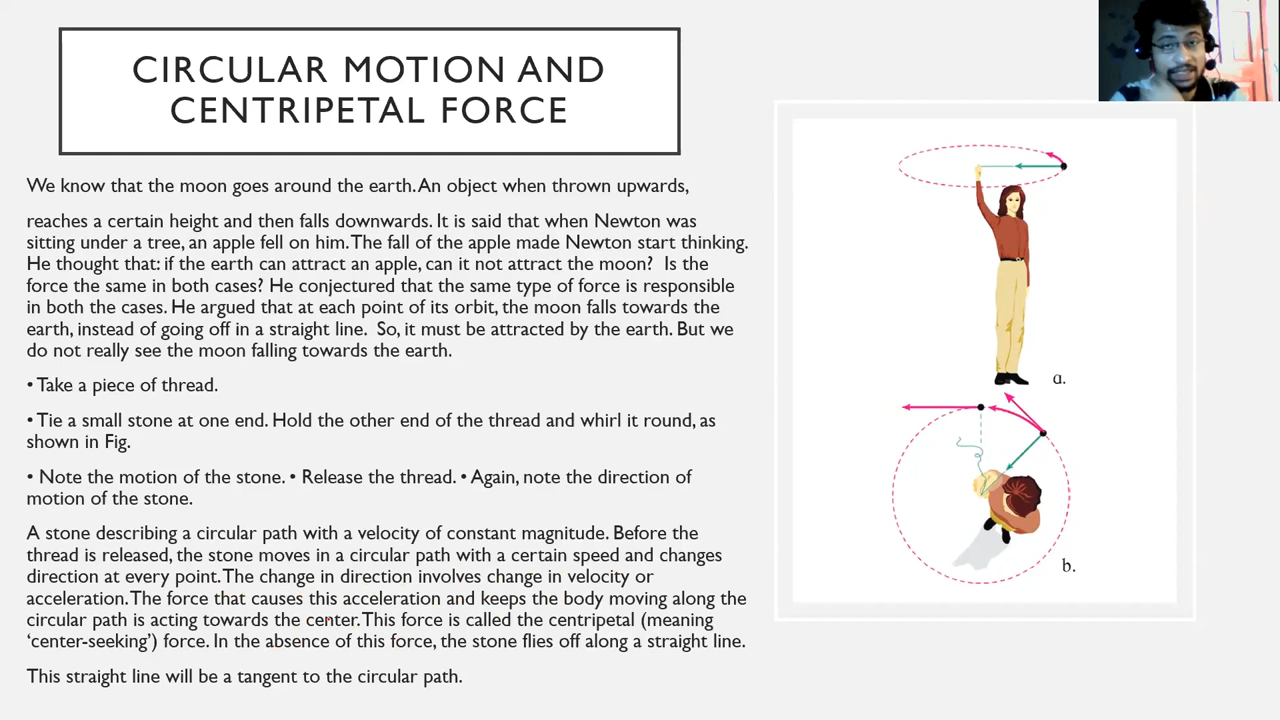 CIRCULAR MOTION AND
CENTRIPETAL FORCE
We know that the moon goes around the earth. An object when thrown upwards,
reaches a certain height and then falls downwards. It is said that when Newton was
sitting under a tree, an apple fell on him. The fall of the apple made Newton start thinking.
He thought that: if the earth can attract an apple, can it not attract the moon? Is the
force the same in both cases? He conjectured that the same type of force is responsible
in both the cases. He argued that at each point of its orbit, the moon falls towards the
earth, instead of going off in a straight line. So, it must be attracted by the earth. But we
do not really see the moon falling towards the earth.
• Take a piece of thread.
• Tie a small stone at one end. Hold the other end of the thread and whirl it round, as
shown in Fig.
• Note the motion of the stone. • Release the thread. • Again, note the direction of
motion of the stone.
A stone describing a circular path with a velocity of constant magnitude. Before the
thread is released, the stone moves in a circular path with a certain speed and changes
direction at every point. The change in direction involves change in velocity or
acceleration. The force that causes this acceleration and keeps the body moving along the
circular path is acting towards the center. This force is called the centripetal (meaning
‘center-seeking’) force. In the absence of this force, the stone flies off along a straight line.
This straight line will be a tangent to the circular path.
a.
b.